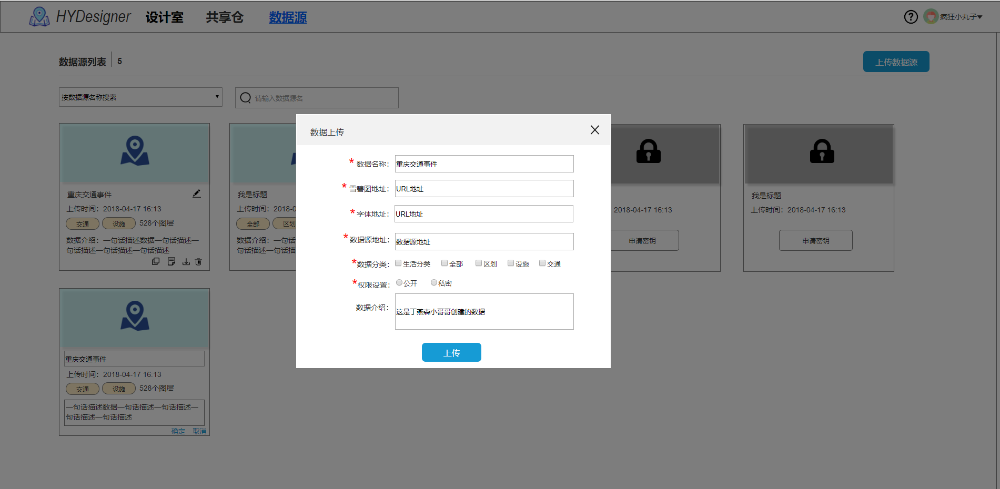 HYDesigner 设计室 共享仓 数据源 疯狂小丸子
数据源列表 5 上传数据源
按数据源名称搜索 请输入数据源名
重庆交通事件
上传时间：2018-04-17 16:13
交通 设施 528个图层
数据介绍：一句话描述数据一句话描述一
句话描述一句话描述一句话描述
我是标题
上传时间：2018-0
全部 区划
数据介绍：一句话
句话描述一句话描
数据上传
*数据名称： 重庆交通事件
*雪碧图地址： URL地址
*字体地址： URL地址
*数据源地址： 数据源地址
*数据分类： 生活分类 全部 区划 设施 交通
*权限设置： 公开 私密
数据介绍： 这是丁燕森小哥哥创建的数据
上传
2018-04-17 16:13
申请密钥
我是标题
上传时间：2018-04-17 16:13
申请密钥
重庆交通事件
上传时间：2018-04-17 16:13
交通 设施 528个图层
一句话描述数据一句话描述一句话描述一
句话描述一句话描述
确定 取消